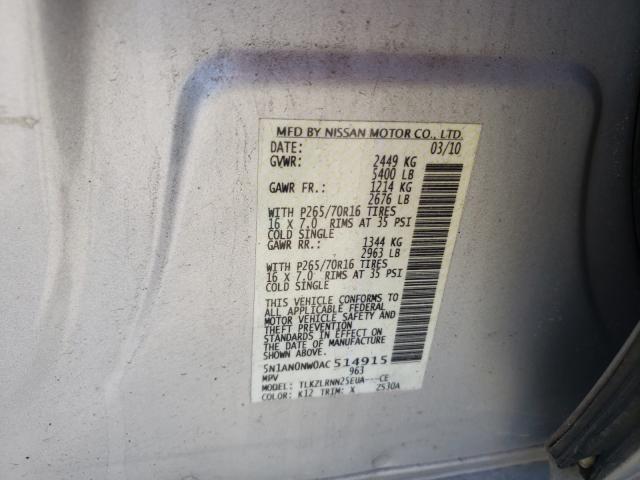 MFD BY NISSAN MOTOR CO., LTD.
DATE: 03/10
GVWR: 2449 KG
5400 LB
GAWR FR.: 1214 KG
2676 LB
WITH P265/70R16 TIRES
16 X 7.0 RIMS AT 35 PSI
COLD SINGLE
GAWR RR.: 1344 KG
2963 LB
WITH P265/70R16 TIRES
16 X 7.0 RIMS AT 35 PSI
COLD SINGLE
THIS VEHICLE CONFORMS TO
ALL APPLICABLE FEDERAL
MOTOR VEHICLE SAFETY AND
THEFT PREVENTION
STANDARDS IN EFFECT ON THE
DATE OF MANUFACTURE SHOWN
ABOVE.
5N1AN0NW0AC514915
MPV 963
MODEL: TLKZLRNN25EUA---CE
COLOR: K12 TRIM: X 2530A